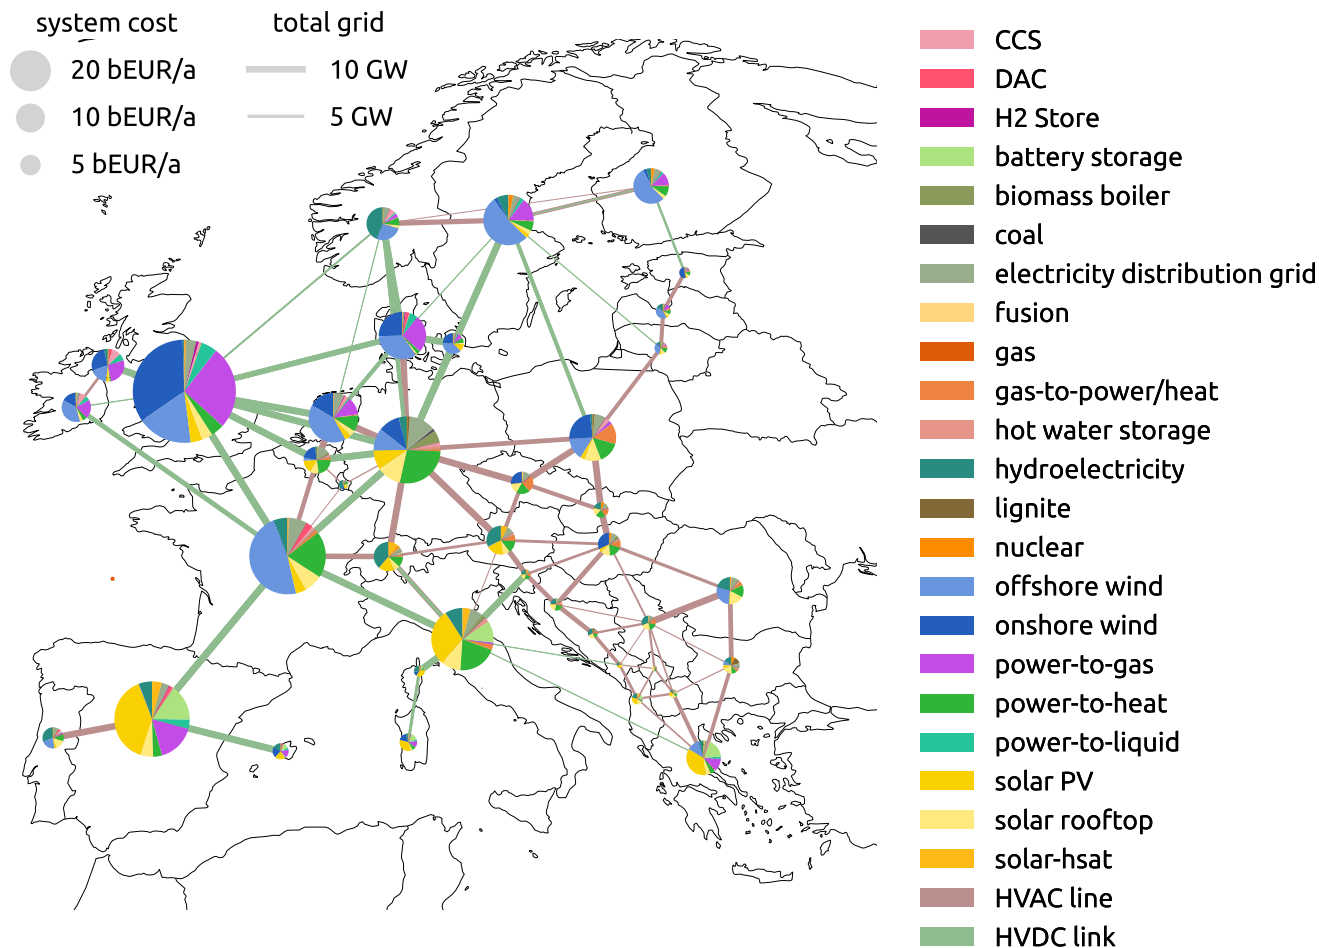 system cost
20 bEUR/a
10 bEUR/a
5 bEUR/a
total grid
10 GW
5 GW
CCS
DAC
H2 Store
battery storage
biomass boiler
coal
electricity distribution grid
fusion
gas
gas-to-power/heat
hot water storage
hydroelectricity
lignite
nuclear
offshore wind
onshore wind
power-to-gas
power-to-heat
power-to-liquid
solar PV
solar rooftop
solar-hsat
HVAC line
HVDC link